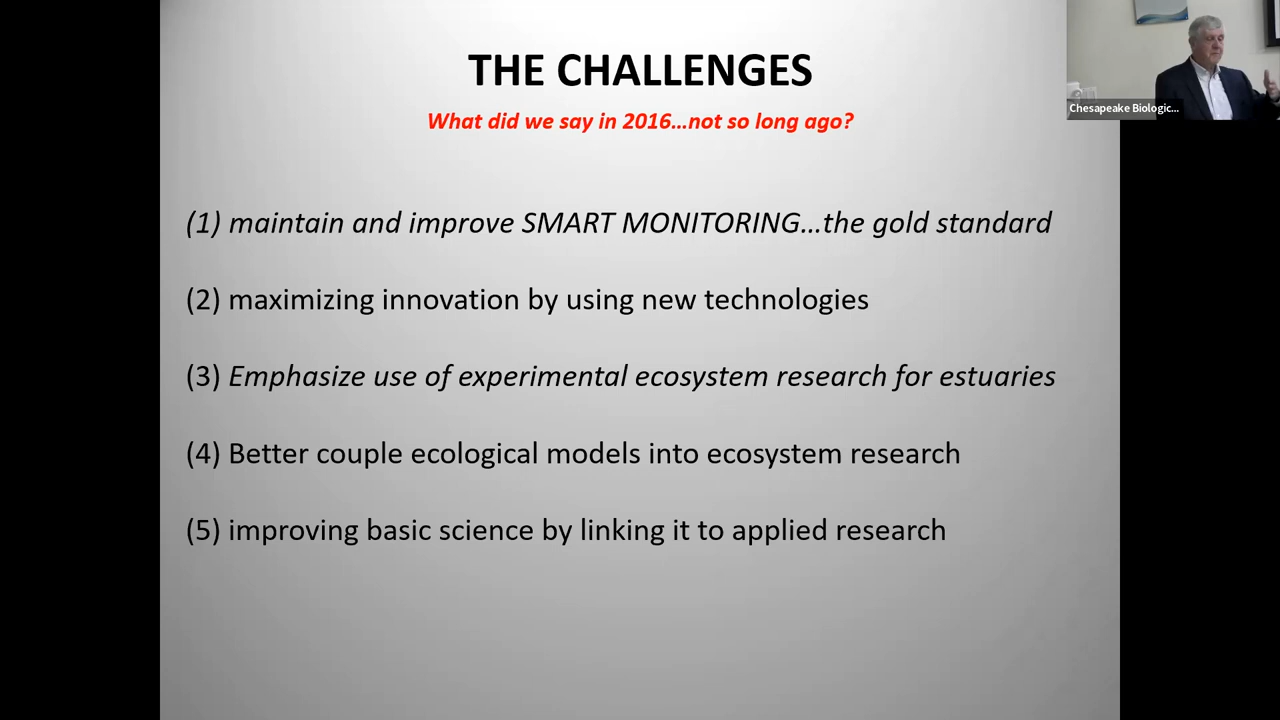 THE CHALLENGES
What did we say in 2016...not so long ago?
Chesapeake Biologic...
(1) maintain and improve SMART MONITORING...the gold standard
(2) maximizing innovation by using new technologies
(3) Emphasize use of experimental ecosystem research for estuaries
(4) Better couple ecological models into ecosystem research
(5) improving basic science by linking it to applied research